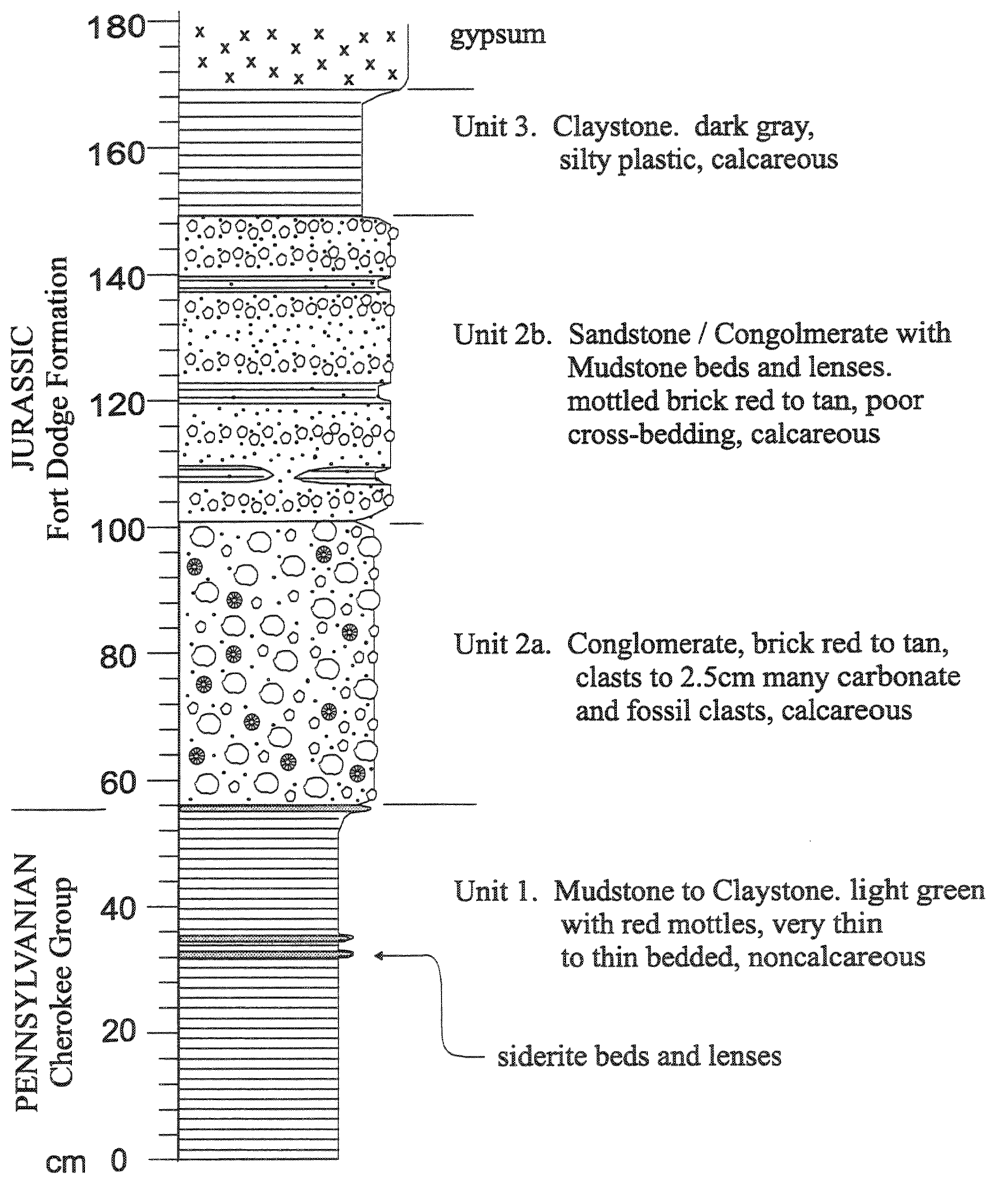 180
160
140
120
100
80
60
40
20
cm 0
JURASSIC
Fort Dodge Formation
PENNSYLVANIAN
Cherokee Group
gypsum
Unit 3. Claystone. dark gray,
silty plastic, calcareous
Unit 2b. Sandstone / Congolmerate with
Mudstone beds and lenses.
mottled brick red to tan, poor
cross-bedding, calcareous
Unit 2a. Conglomerate, brick red to tan,
clasts to 2.5cm many carbonate
and fossil clasts, calcareous
Unit 1. Mudstone to Claystone. light green
with red mottles, very thin
to thin bedded, noncalcareous
siderite beds and lenses